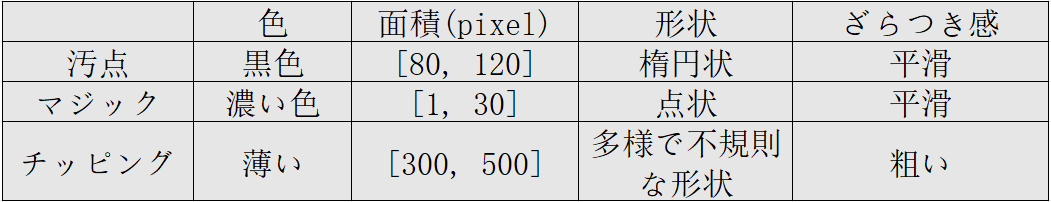 色 面積(pixel) 形状 ざらつき感
汚点 黒色 [80, 120] 楕円状 平滑
マジック 濃い色 [1, 30] 点状 平滑
チッピング 薄い [300, 500] 多様で不規則 粗い
な形状